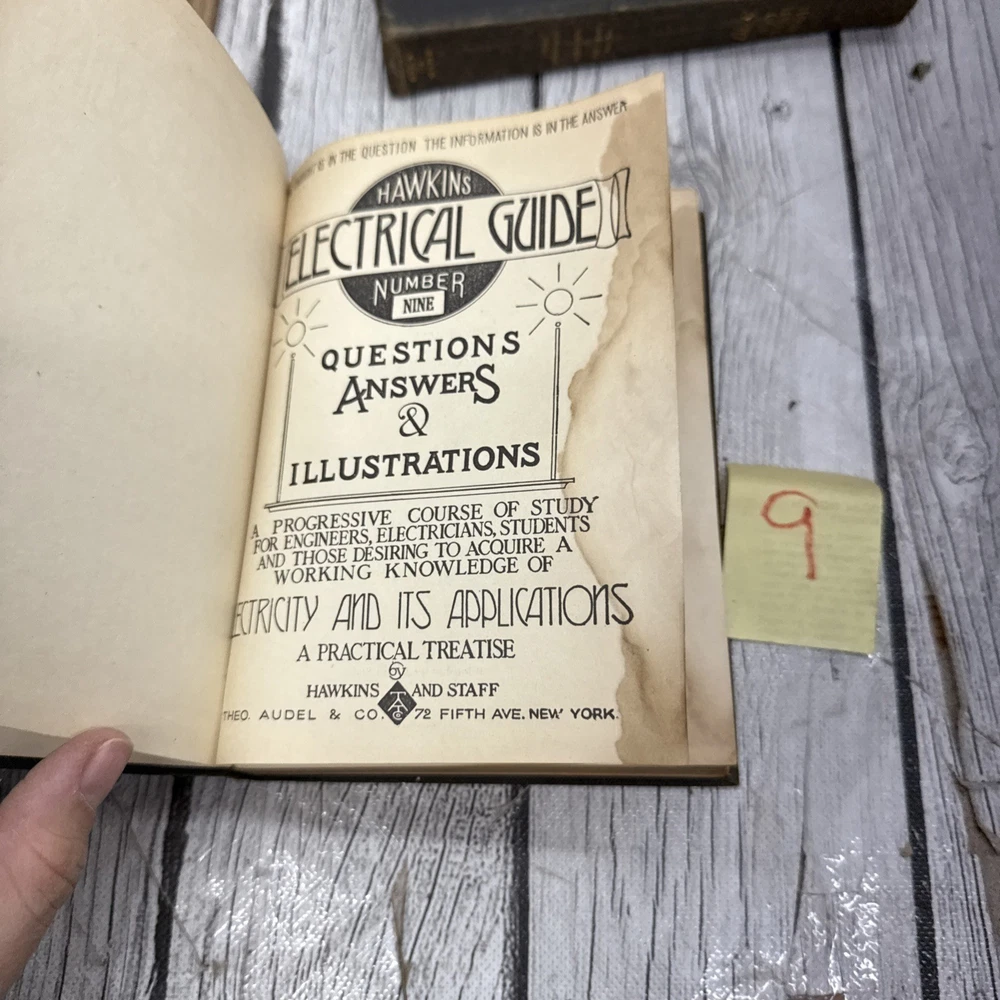 IS IN THE QUESTION THE INFORMATION IS IN THE ANSWER
HAWKINS
ELECTRICAL GUIDE
NUMBER
NINE
QUESTIONS
ANSWERS
&
ILLUSTRATIONS
A PROGRESSIVE COURSE OF STUDY
FOR ENGINEERS, ELECTRICIANS, STUDENTS
AND THOSE DESIRING TO ACQUIRE A
WORKING KNOWLEDGE OF
ECTRICITY AND ITS APPLICATIONS
A PRACTICAL TREATISE
by
HAWKINS AND STAFF
THEO. AUDEL & CO. 72 FIFTH AVE. NEW YORK.
9